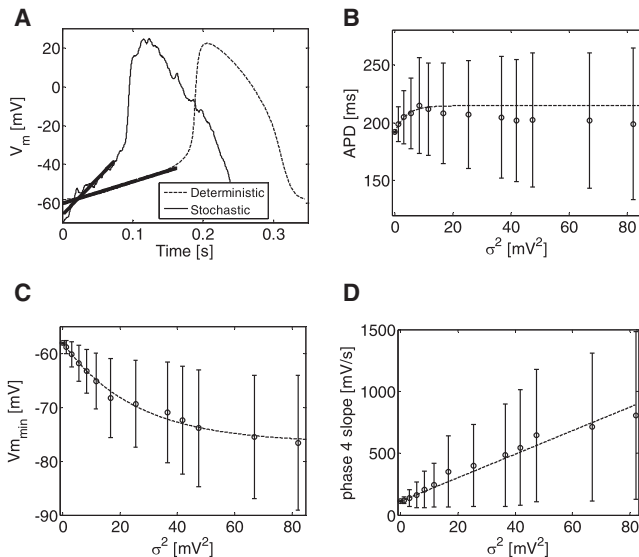 A
B
20
0
−20
−40
−60
V_m [mV]
0
0.1
0.2
0.3
Time [s]
Deterministic
Stochastic
250
200
150
APD [ms]
0
20
40
60
80
σ² [mV²]
C
D
−60
−70
−80
−90
Vm_min [mV]
0
20
40
60
80
σ² [mV²]
1500
1000
500
0
phase 4 slope [mV/s]
0
20
40
60
80
σ² [mV²]